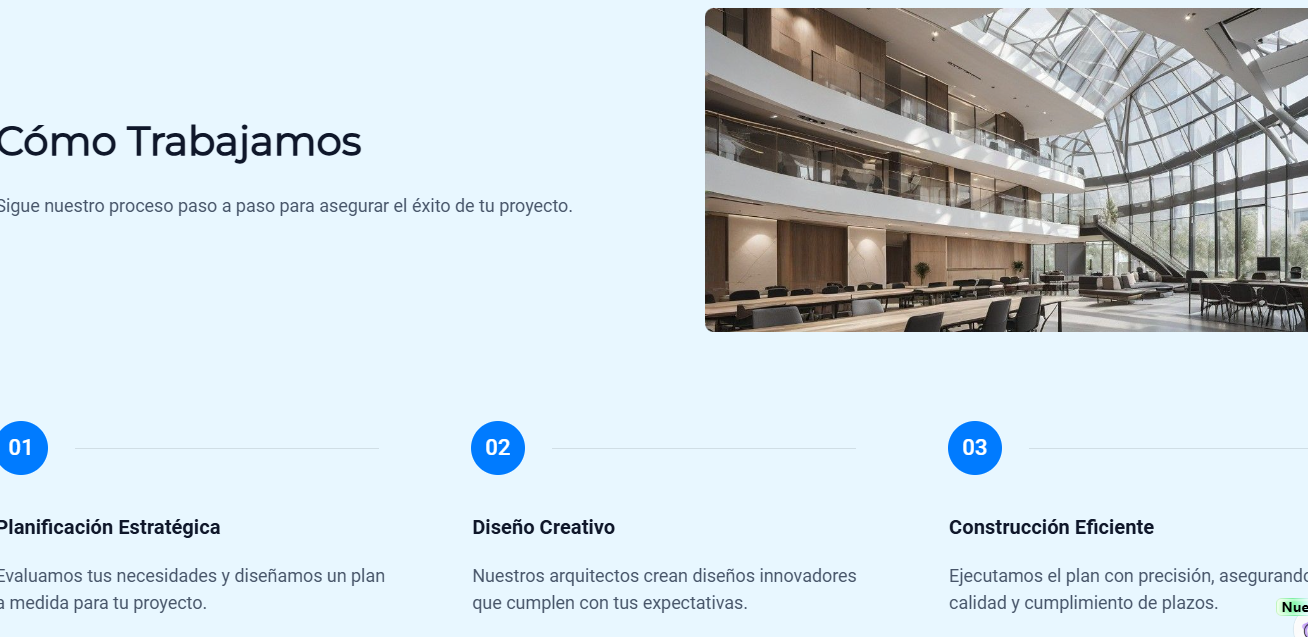 Cómo Trabajamos
Sigue nuestro proceso paso a paso para asegurar el éxito de tu proyecto.
01
02
03
Planificación Estratégica
Diseño Creativo
Construcción Eficiente
Evaluamos tus necesidades y diseñamos un plan
a medida para tu proyecto.
Nuestros arquitectos crean diseños innovadores
que cumplen con tus expectativas.
Ejecutamos el plan con precisión, asegurando
calidad y cumplimiento de plazos.
Nue